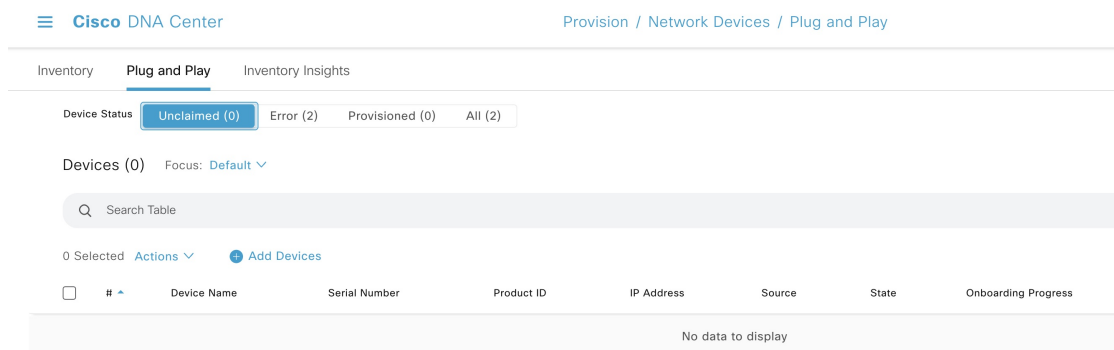 Cisco DNA Center
Provision / Network Devices / Plug and Play
Inventory Plug and Play Inventory Insights
Device Status Unclaimed (0) Error (2) Provisioned (0) All (2)
Devices (0) Focus: Default
Search Table
0 Selected Actions Add Devices
# Device Name Serial Number Product ID IP Address Source State Onboarding Progress
No data to display